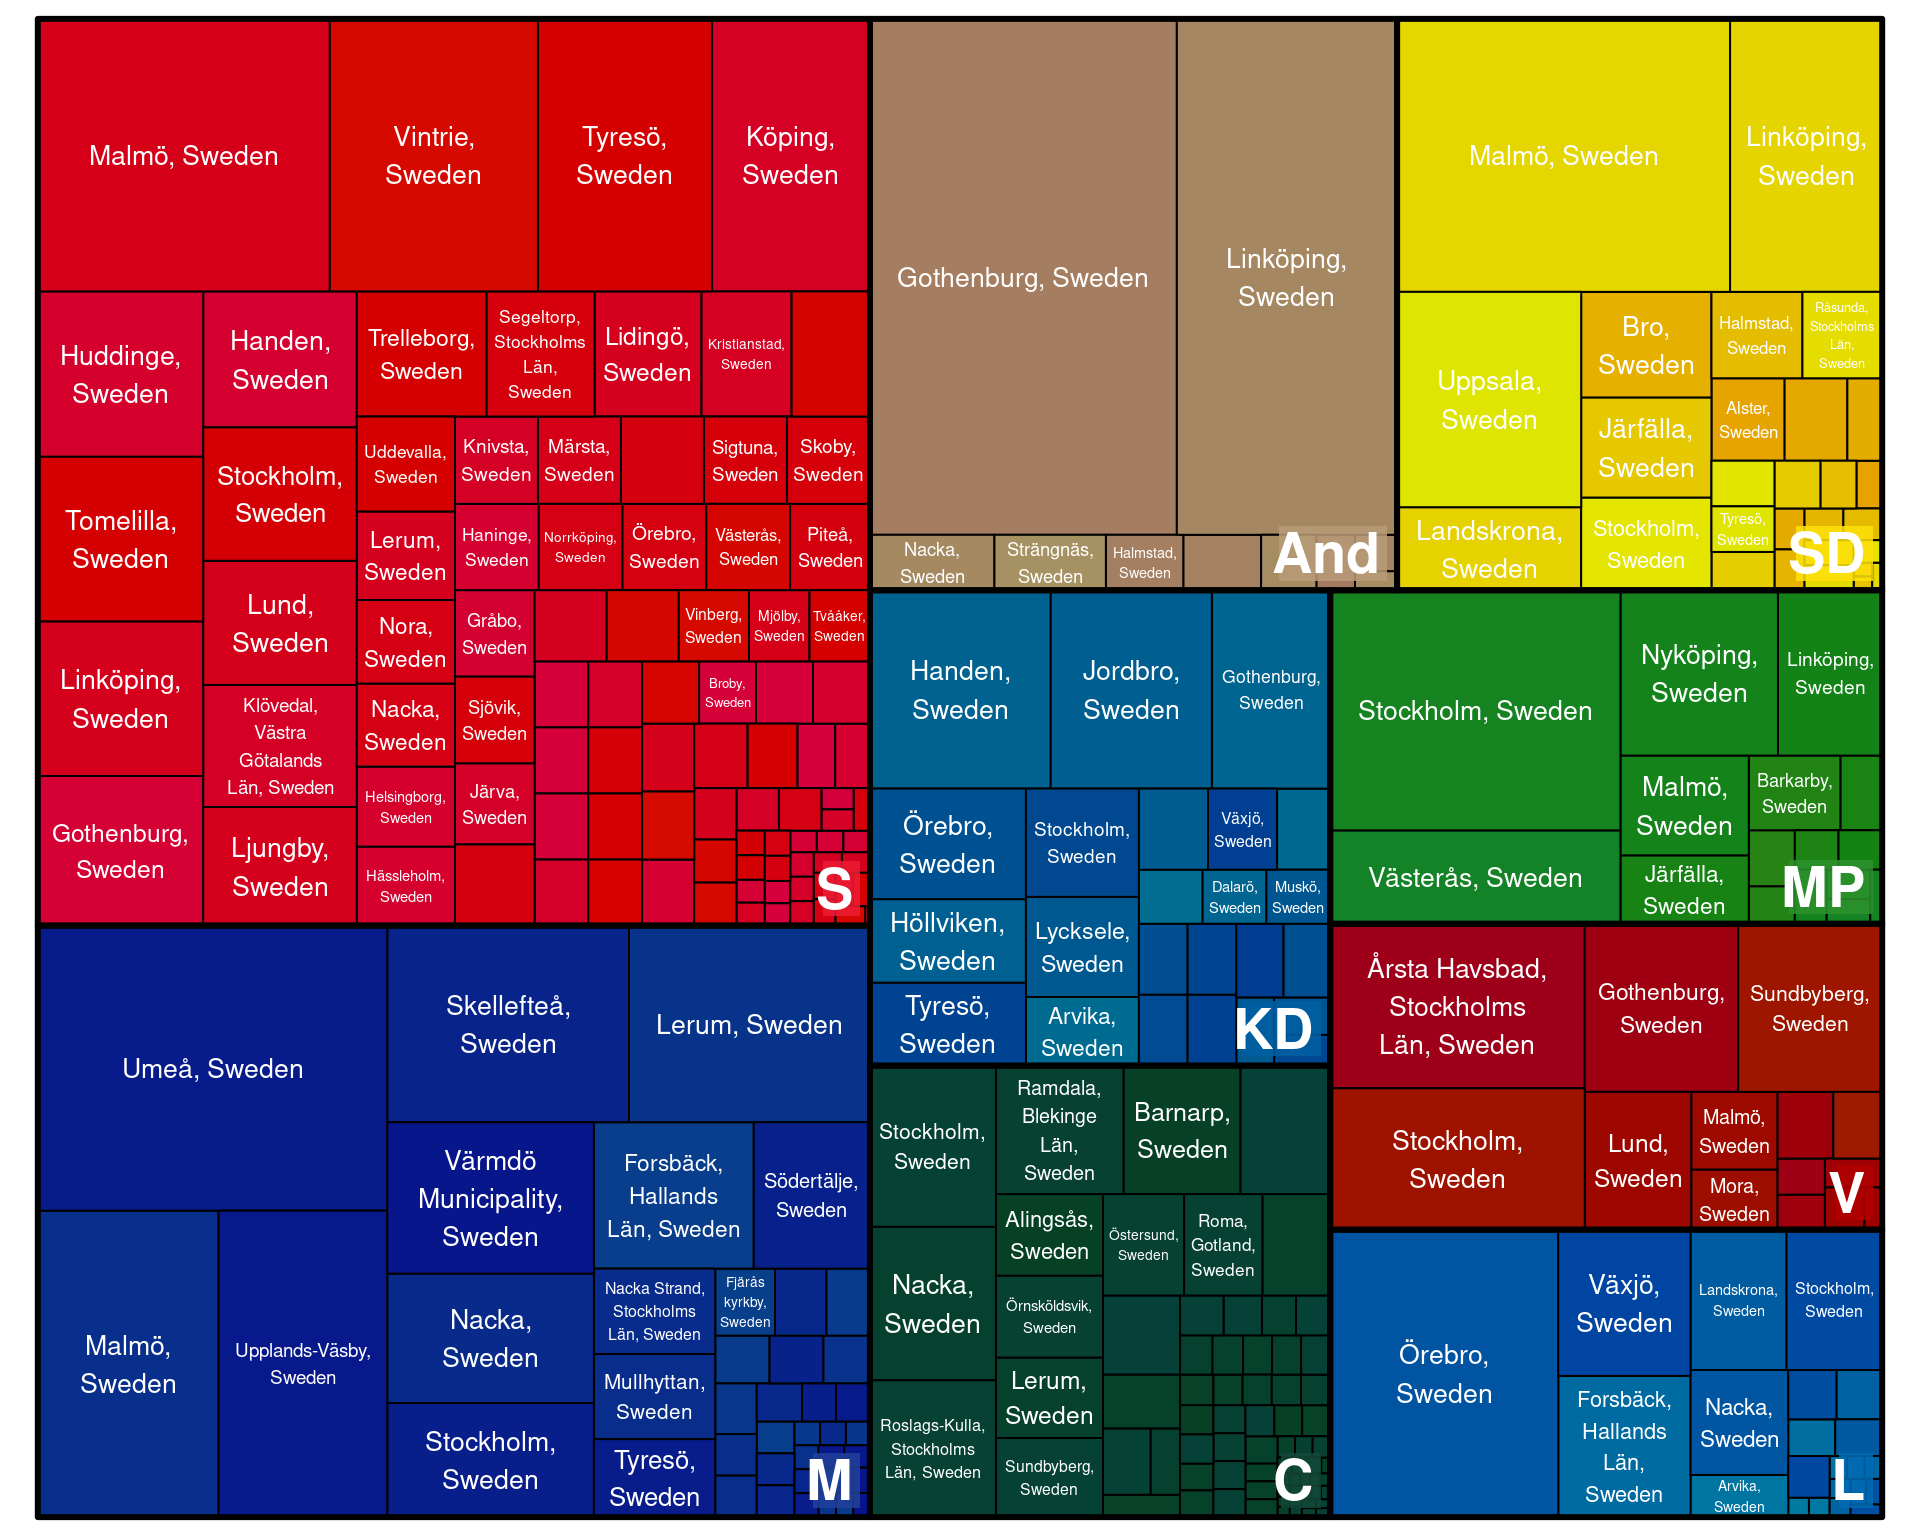 Malmö, Sweden
Vintrie,
Sweden
Tyresö,
Sweden
Köping,
Sweden
Huddinge,
Sweden
Handen,
Sweden
Trelleborg,
Sweden
Segeltorp,
Stockholms
Län,
Sweden
Lidingö,
Sweden
Kristianstad,
Sweden
Tomelilla,
Sweden
Stockholm,
Sweden
Uddevalla,
Sweden
Knivsta,
Sweden
Märsta,
Sweden
Sigtuna,
Sweden
Skoby,
Sweden
Lerum,
Sweden
Haninge,
Sweden
Norrköping,
Sweden
Örebro,
Sweden
Västerås,
Sweden
Piteå,
Sweden
Linköping,
Sweden
Lund,
Sweden
Nora,
Sweden
Gråbo,
Sweden
Vinberg,
Sweden
Mjölby,
Sweden
Tvååker,
Sweden
Klövedal,
Västra
Götalands
Län, Sweden
Nacka,
Sweden
Sjövik,
Sweden
Broby,
Sweden
Gothenburg,
Sweden
Ljungby,
Sweden
Helsingborg,
Sweden
Järva,
Sweden
Hässleholm,
Sweden
S
Gothenburg, Sweden
Linköping,
Sweden
Nacka,
Sweden
Strängnäs,
Sweden
Halmstad,
Sweden
And
Malmö, Sweden
Linköping,
Sweden
Uppsala,
Sweden
Bro,
Sweden
Halmstad,
Sweden
Råsunda,
Stockholms
Län,
Sweden
Järfälla,
Sweden
Alster,
Sweden
Landskrona,
Sweden
Stockholm,
Sweden
Tyresö,
Sweden
SD
Handen,
Sweden
Jordbro,
Sweden
Gothenburg,
Sweden
Örebro,
Sweden
Stockholm,
Sweden
Växjö,
Sweden
Dalarö,
Sweden
Muskö,
Sweden
Höllviken,
Sweden
Lycksele,
Sweden
Tyresö,
Sweden
Arvika,
Sweden
KD
Stockholm, Sweden
Nyköping,
Sweden
Linköping,
Sweden
Malmö,
Sweden
Barkarby,
Sweden
Västerås, Sweden
Järfälla,
Sweden
MP
Umeå, Sweden
Skellefteå,
Sweden
Lerum, Sweden
Värmdö
Municipality,
Sweden
Forsbäck,
Hallands
Län, Sweden
Södertälje,
Sweden
Malmö,
Sweden
Upplands-Väsby,
Sweden
Nacka,
Sweden
Nacka Strand,
Stockholms
Län, Sweden
Fjärås
kyrkby,
Sweden
Mullhyttan,
Sweden
Stockholm,
Sweden
Tyresö,
Sweden
M
Stockholm,
Sweden
Ramdala,
Blekinge
Län,
Sweden
Barnarp,
Sweden
Nacka,
Sweden
Alingsås,
Sweden
Östersund,
Sweden
Roma,
Gotland,
Sweden
Örnsköldsvik,
Sweden
Roslags-Kulla,
Stockholms
Län, Sweden
Lerum,
Sweden
Sundbyberg,
Sweden
C
Årsta Havsbad,
Stockholms
Län, Sweden
Gothenburg,
Sweden
Sundbyberg,
Sweden
Stockholm,
Sweden
Lund,
Sweden
Malmö,
Sweden
Mora,
Sweden
V
Örebro,
Sweden
Växjö,
Sweden
Landskrona,
Sweden
Stockholm,
Sweden
Forsbäck,
Hallands
Län,
Sweden
Nacka,
Sweden
Arvika,
Sweden
L